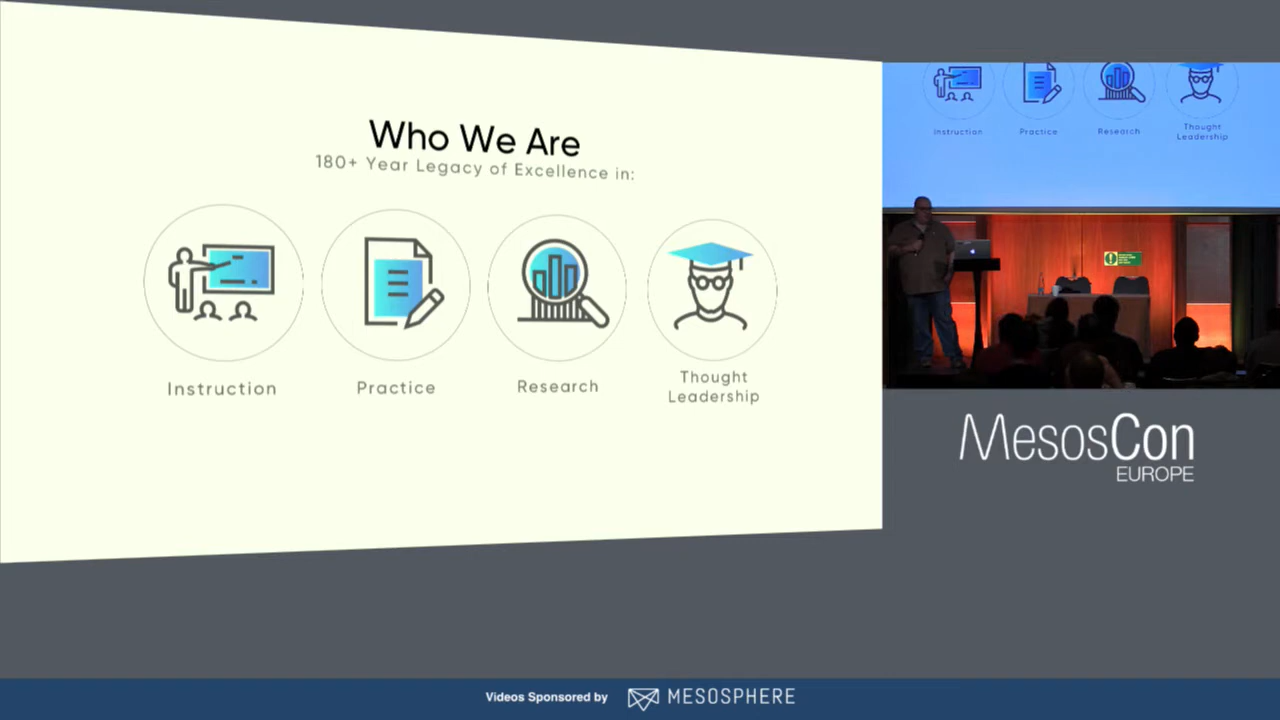 Who We Are
180+ Year Legacy of Excellence in:
Instruction
Practice
Research
Thought
Leadership
Instruction
Practice
Research
Thought
Leadership
MesosCon
EUROPE
Videos Sponsored by
MESOSPHERE